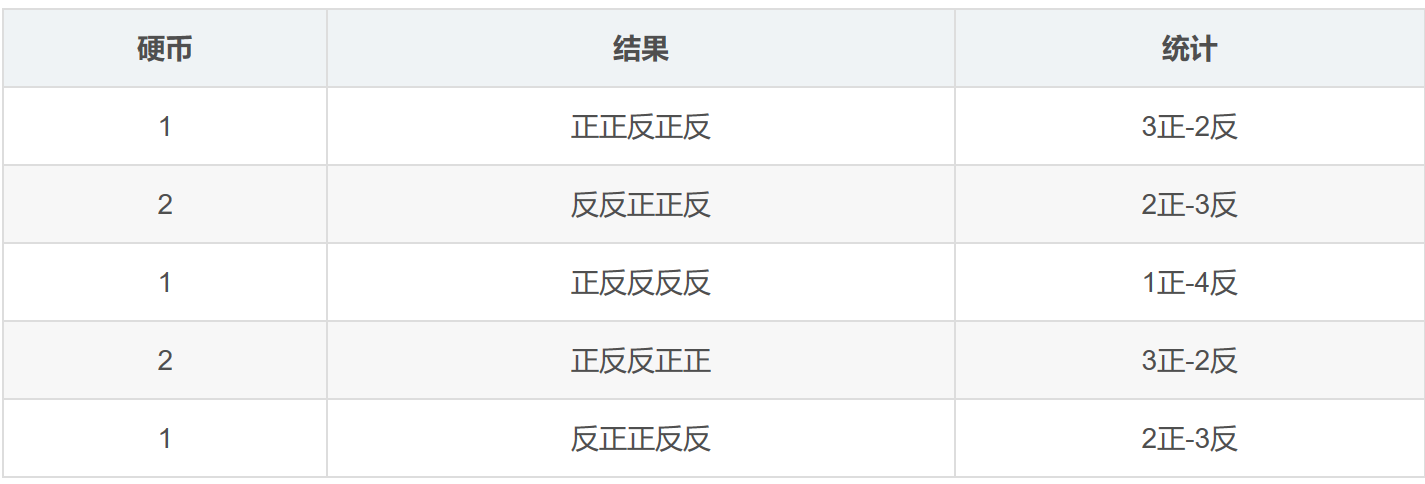 硬币 结果 统计
1 正正反正反 3正-2反
2 反反正正反 2正-3反
1 正反反反反 1正-4反
2 正反反正正 3正-2反
1 反正正反反 2正-3反